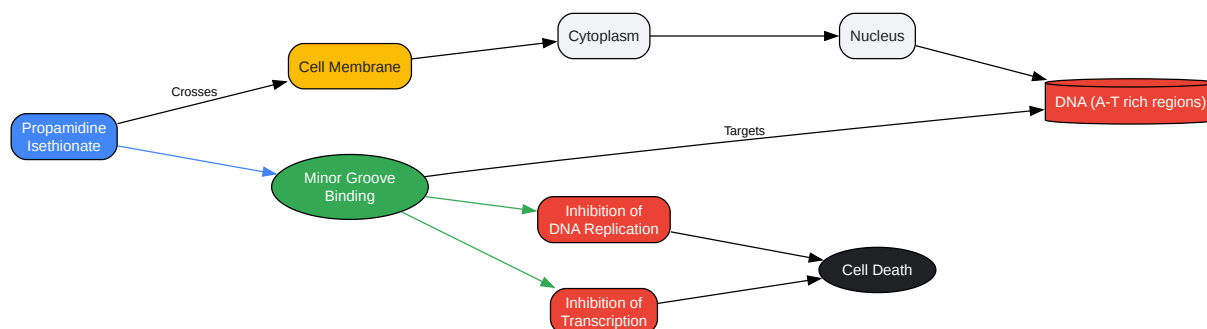 Cytoplasm
Nucleus
Cell Membrane
Crosses
DNA (A-T rich regions)
Propamidine
Isethionate
Targets
Minor Groove
Binding
Inhibition of
DNA Replication
Cell Death
Inhibition of
Transcription